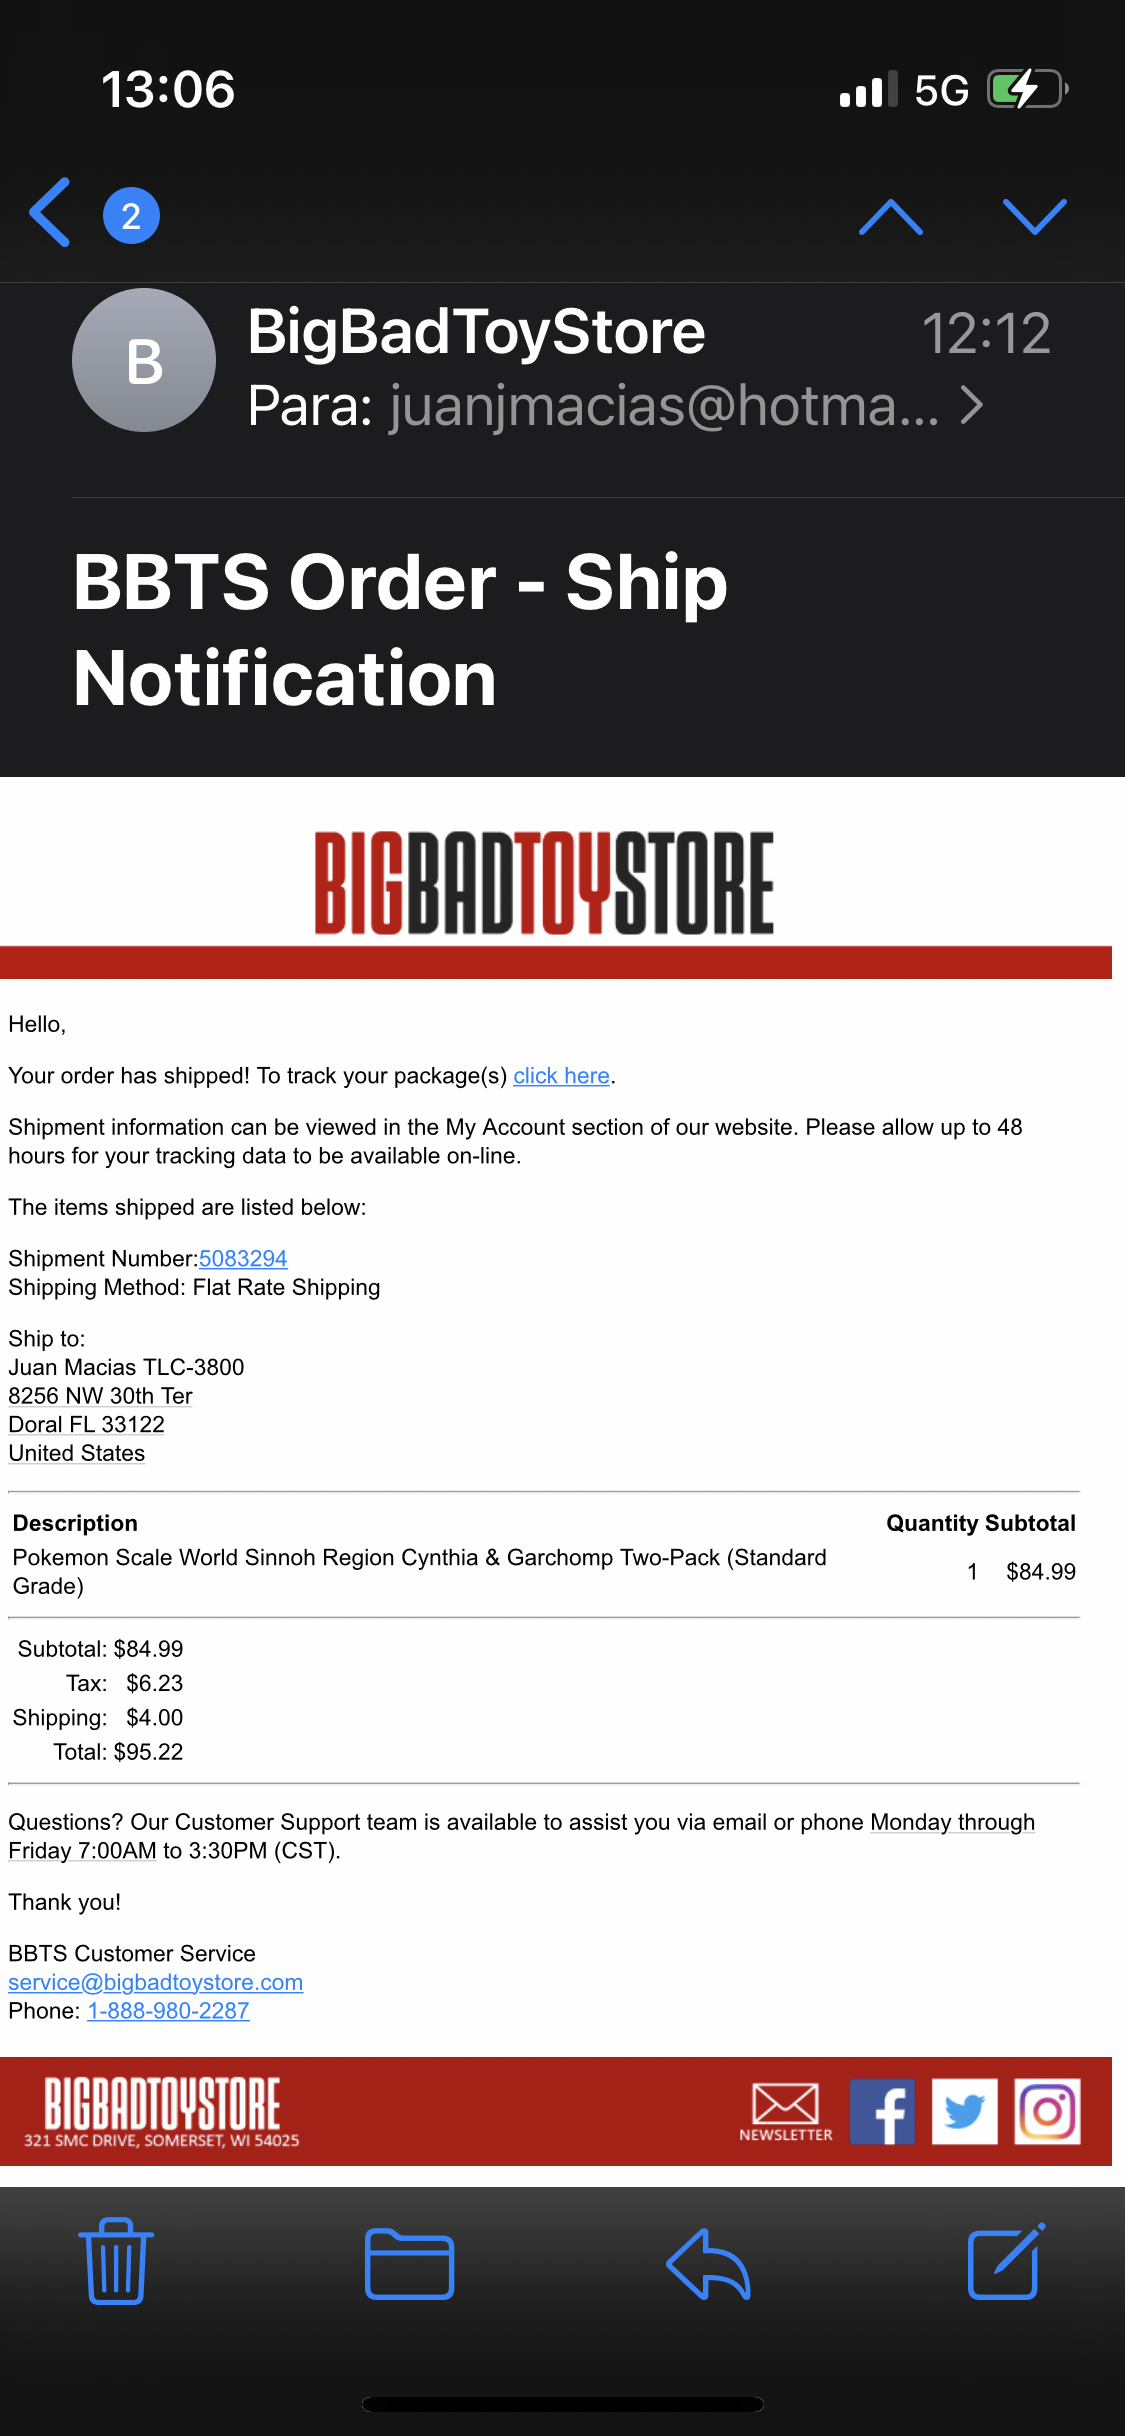 13:06
5G
2
B
BigBadToyStore
12:12
Para: juanjmacias@hotma...
BBTS Order - Ship
Notification
BIGBADTOYSTORE
Hello,
Your order has shipped! To track your package(s) click here.
Shipment information can be viewed in the My Account section of our website. Please allow up to 48
hours for your tracking data to be available on-line.
The items shipped are listed below:
Shipment Number:5083294
Shipping Method: Flat Rate Shipping
Ship to:
Juan Macias TLC-3800
8256 NW 30th Ter
Doral FL 33122
United States
Description Quantity Subtotal
Pokemon Scale World Sinnoh Region Cynthia & Garchomp Two-Pack (Standard
Grade) 1 $84.99
Subtotal: $84.99
Tax: $6.23
Shipping: $4.00
Total: $95.22
Questions? Our Customer Support team is available to assist you via email or phone Monday through
Friday 7:00AM to 3:30PM (CST).
Thank you!
BBTS Customer Service
service@bigbadtoystore.com
Phone: 1-888-980-2287
BIGBADTOYSTORE
321 SMC DRIVE, SOMERSET, WI 54025
NEWSLETTER